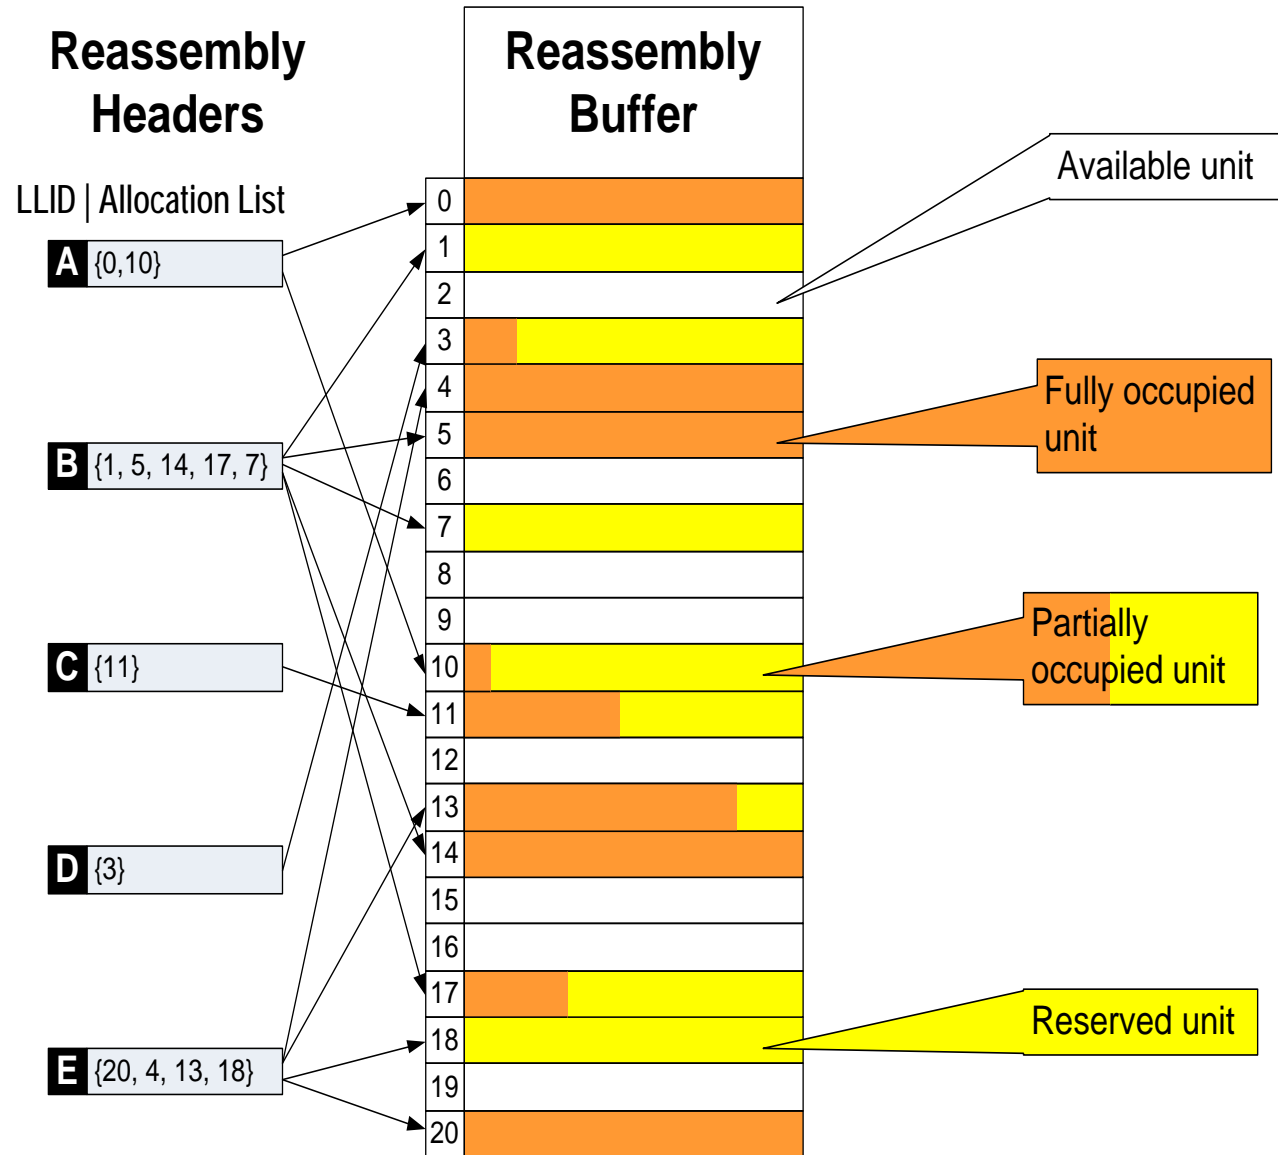 Reassembly
Headers
Reassembly
Buffer
LLID | Allocation List
A {0,10}
B {1, 5, 14, 17, 7}
C {11}
D {3}
E {20, 4, 13, 18}
0
1
2
3
4
5
6
7
8
9
10
11
12
13
14
15
16
17
18
19
20
Available unit
Fully occupied
unit
Partially
occupied unit
Reserved unit